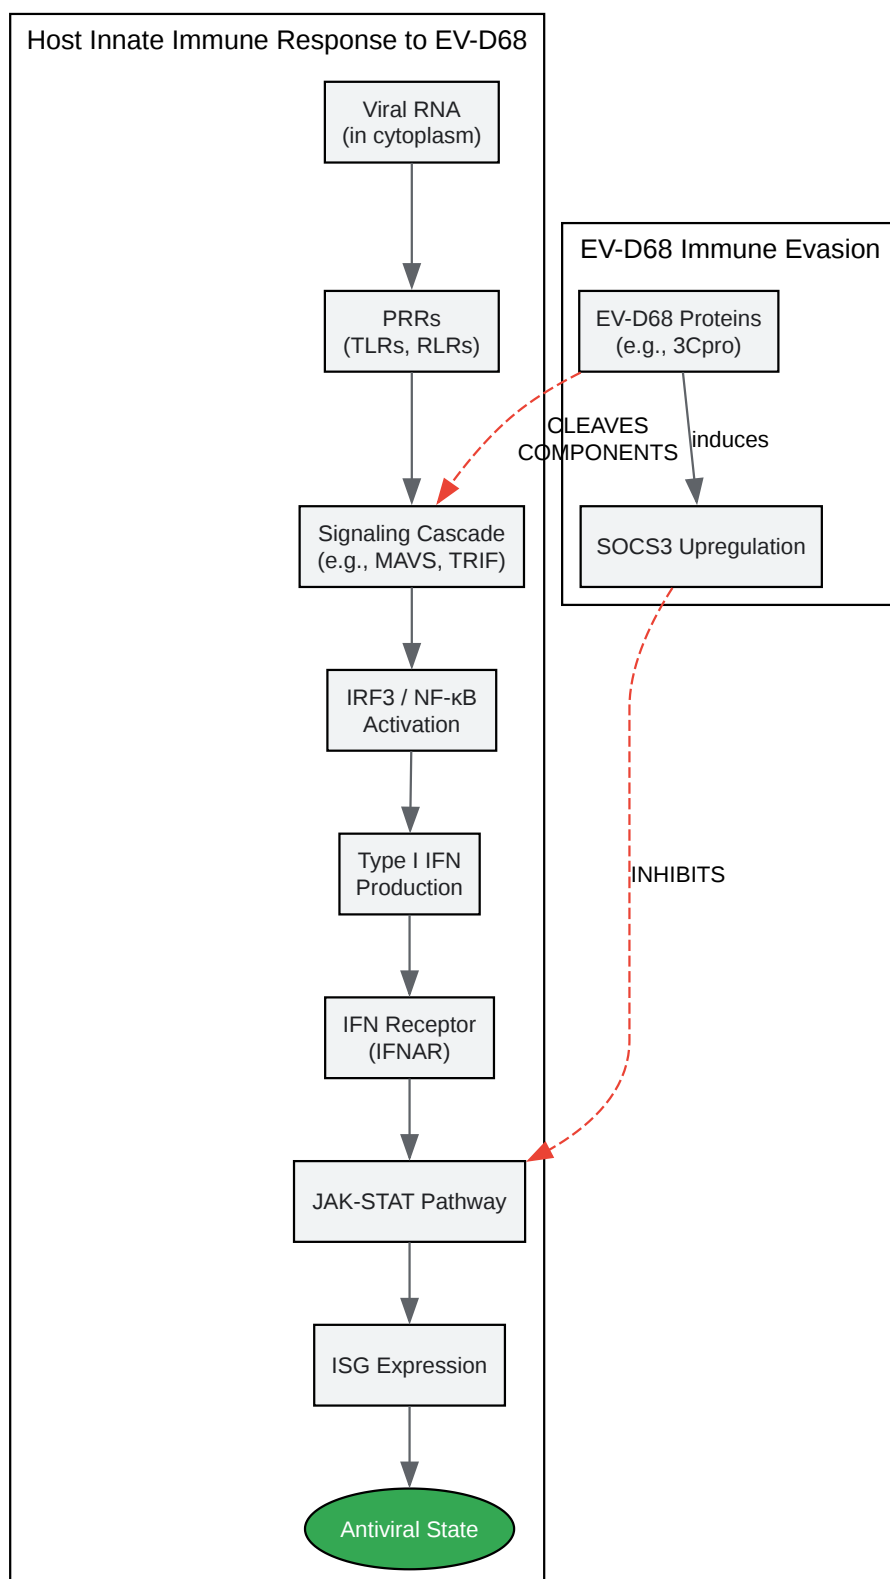 Host Innate Immune Response to EV-D68
Viral RNA
(in cytoplasm)
PRRs
(TLRs, RLRs)
Signaling Cascade
(e.g., MAVS, TRIF)
IRF3 / NF-κB
Activation
Type I IFN
Production
IFN Receptor
(IFNAR)
JAK-STAT Pathway
ISG Expression
Antiviral State
EV-D68 Immune Evasion
EV-D68 Proteins
(e.g., 3Cpro)
CLEAVES
COMPONENTS
induces
SOCS3 Upregulation
INHIBITS